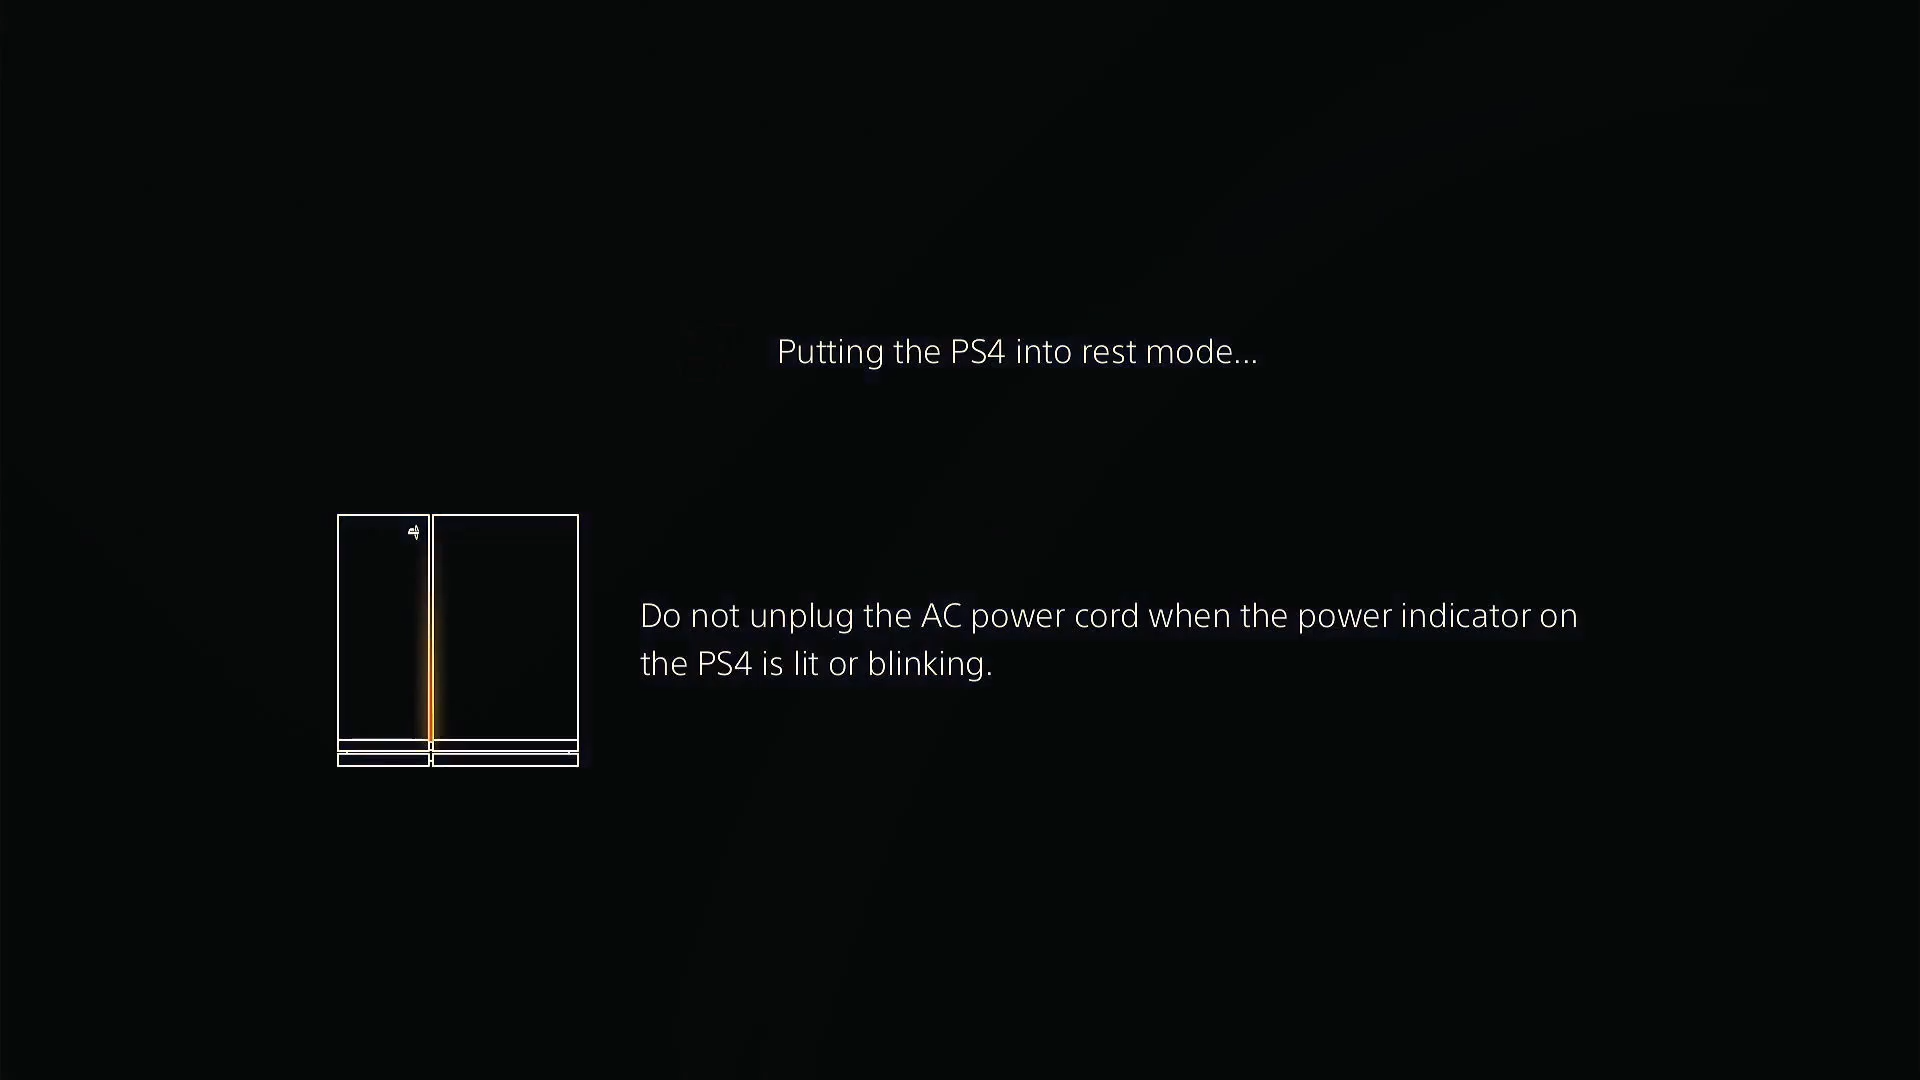 Putting the PS4 into rest mode...
Do not unplug the AC power cord when the power indicator on
the PS4 is lit or blinking.